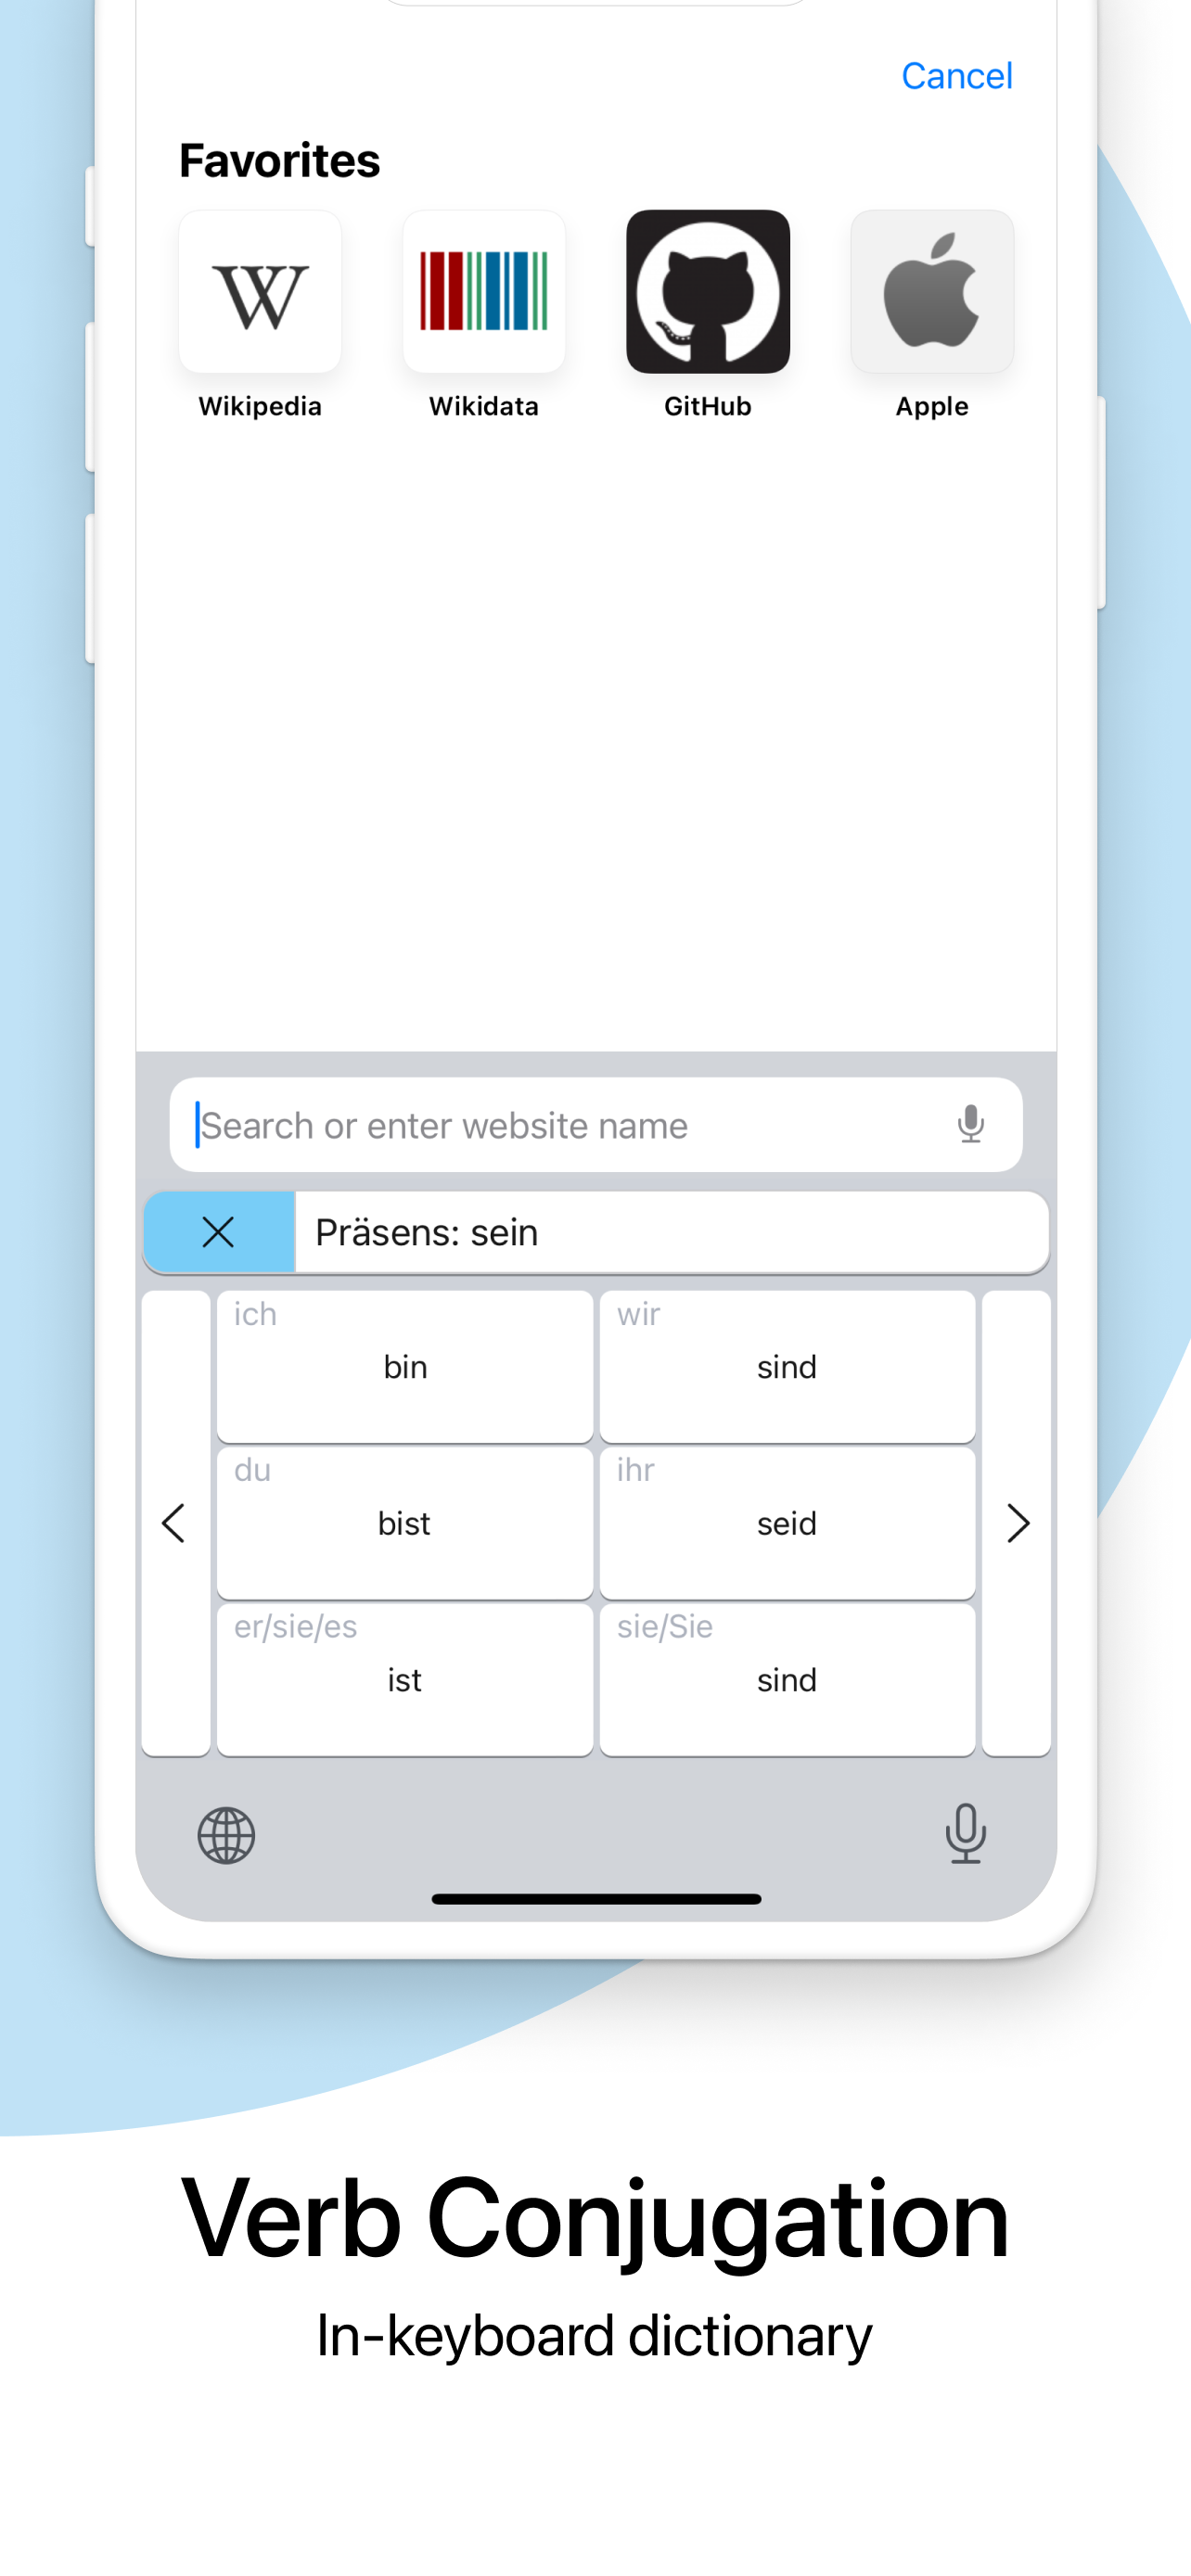 Cancel
Favorites
W
Wikipedia Wikidata GitHub Apple
Search or enter website name
Präsens: sein
ich wir
bin sind
du ihr
bist seid
er/sie/es sie/Sie
ist sind
Verb Conjugation
In-keyboard dictionary